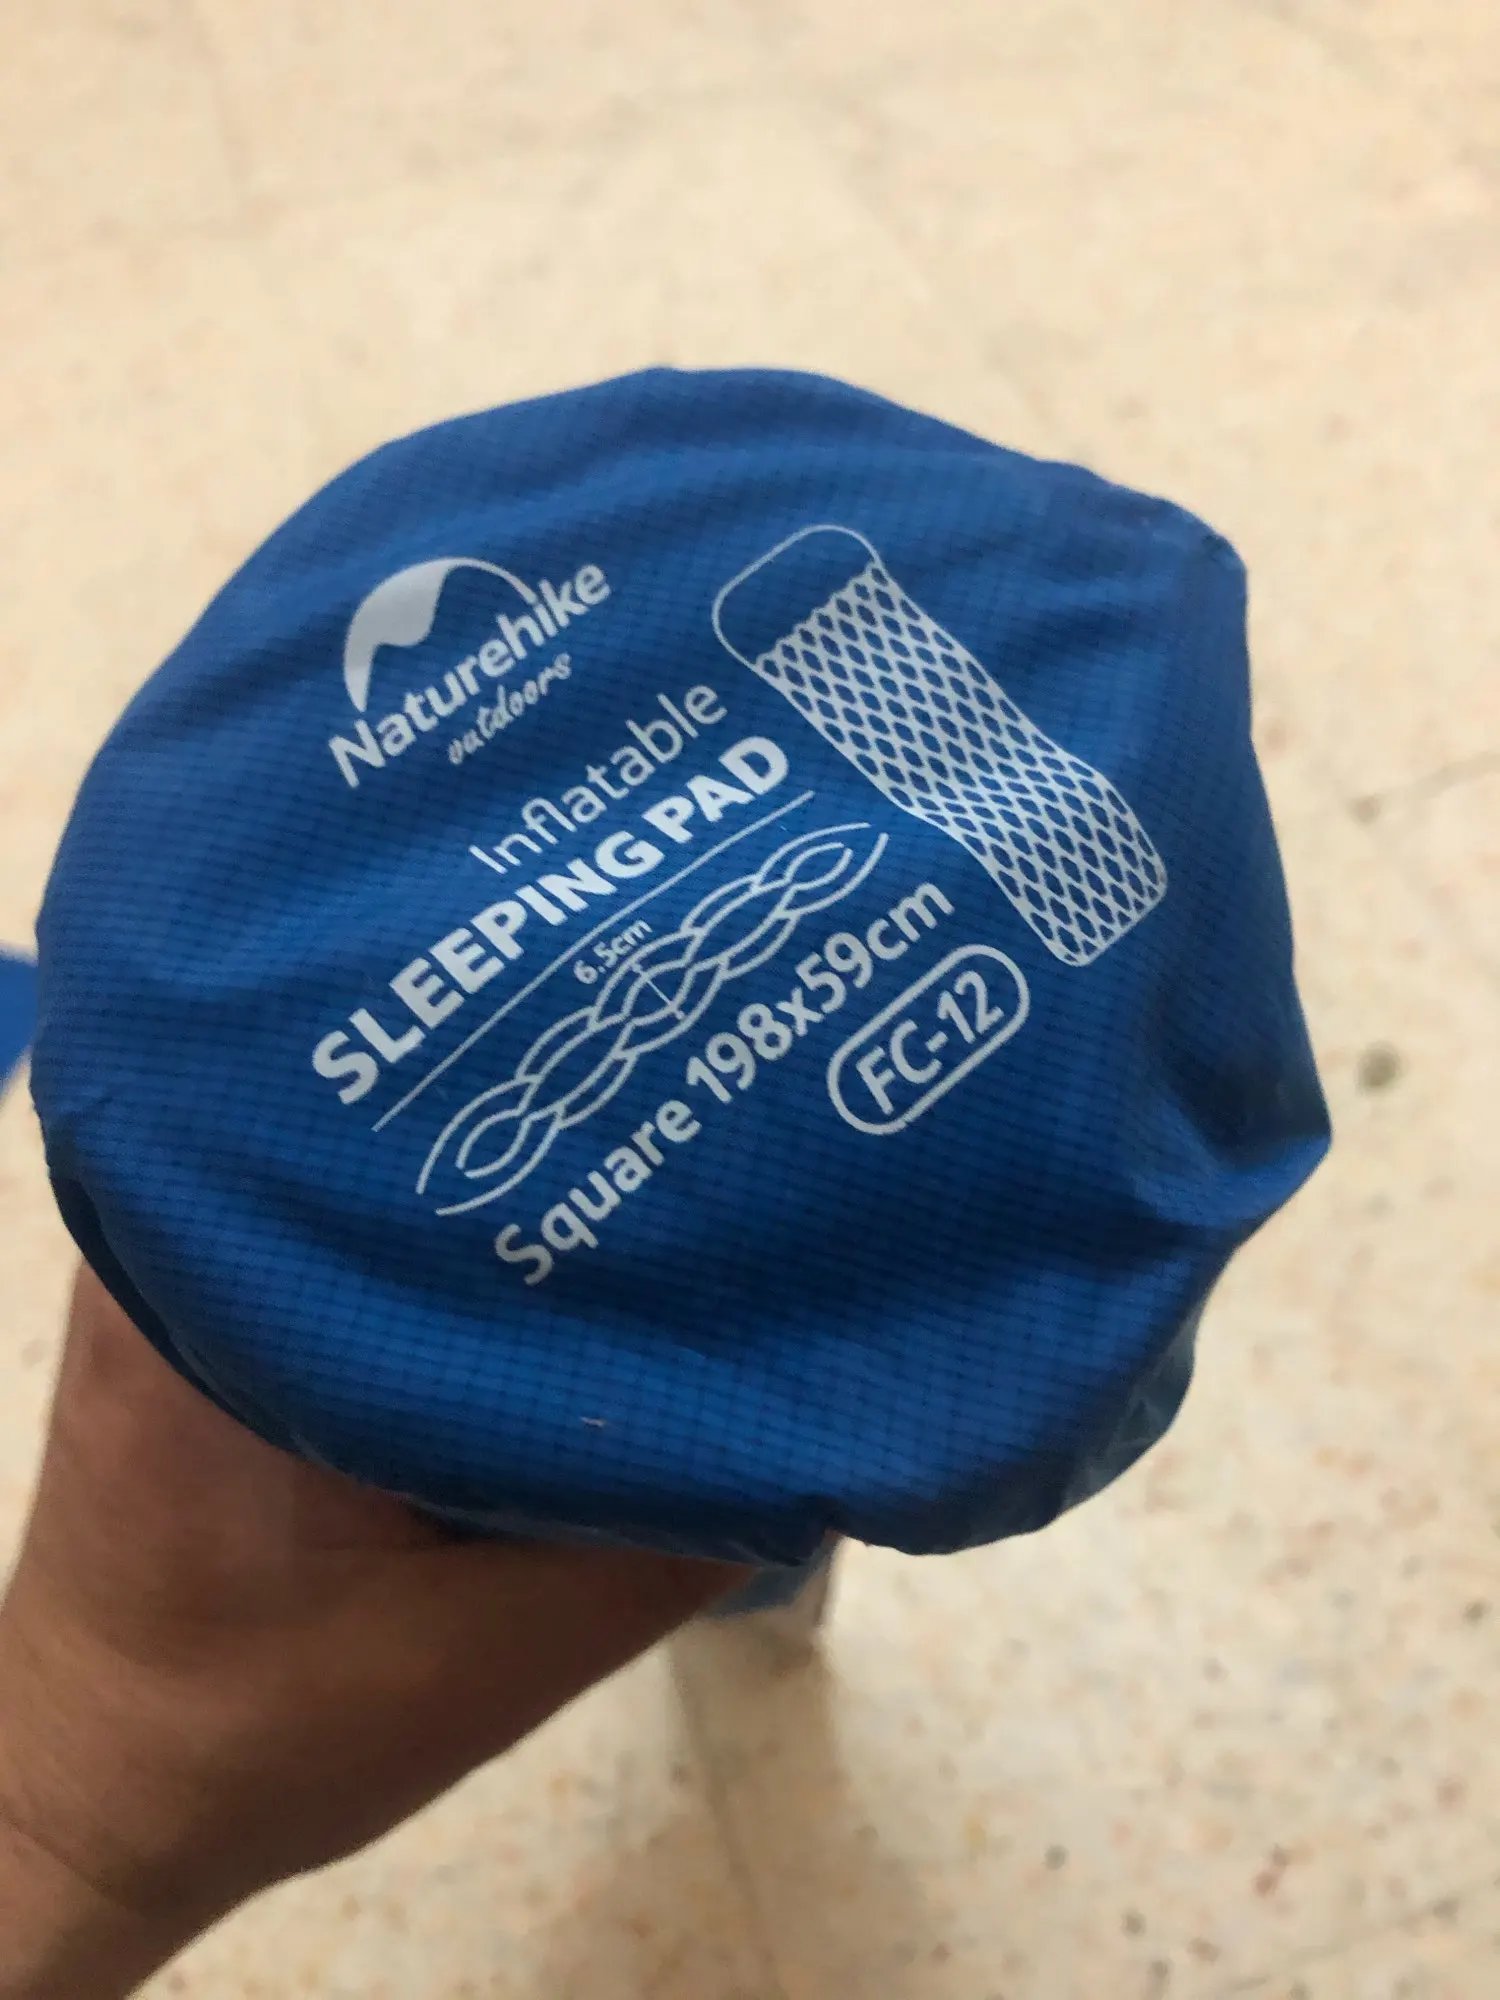 Naturehike
outdoors
Inflatable
SLEEPING PAD
6.5cm
Square 198x59cm
FC-12